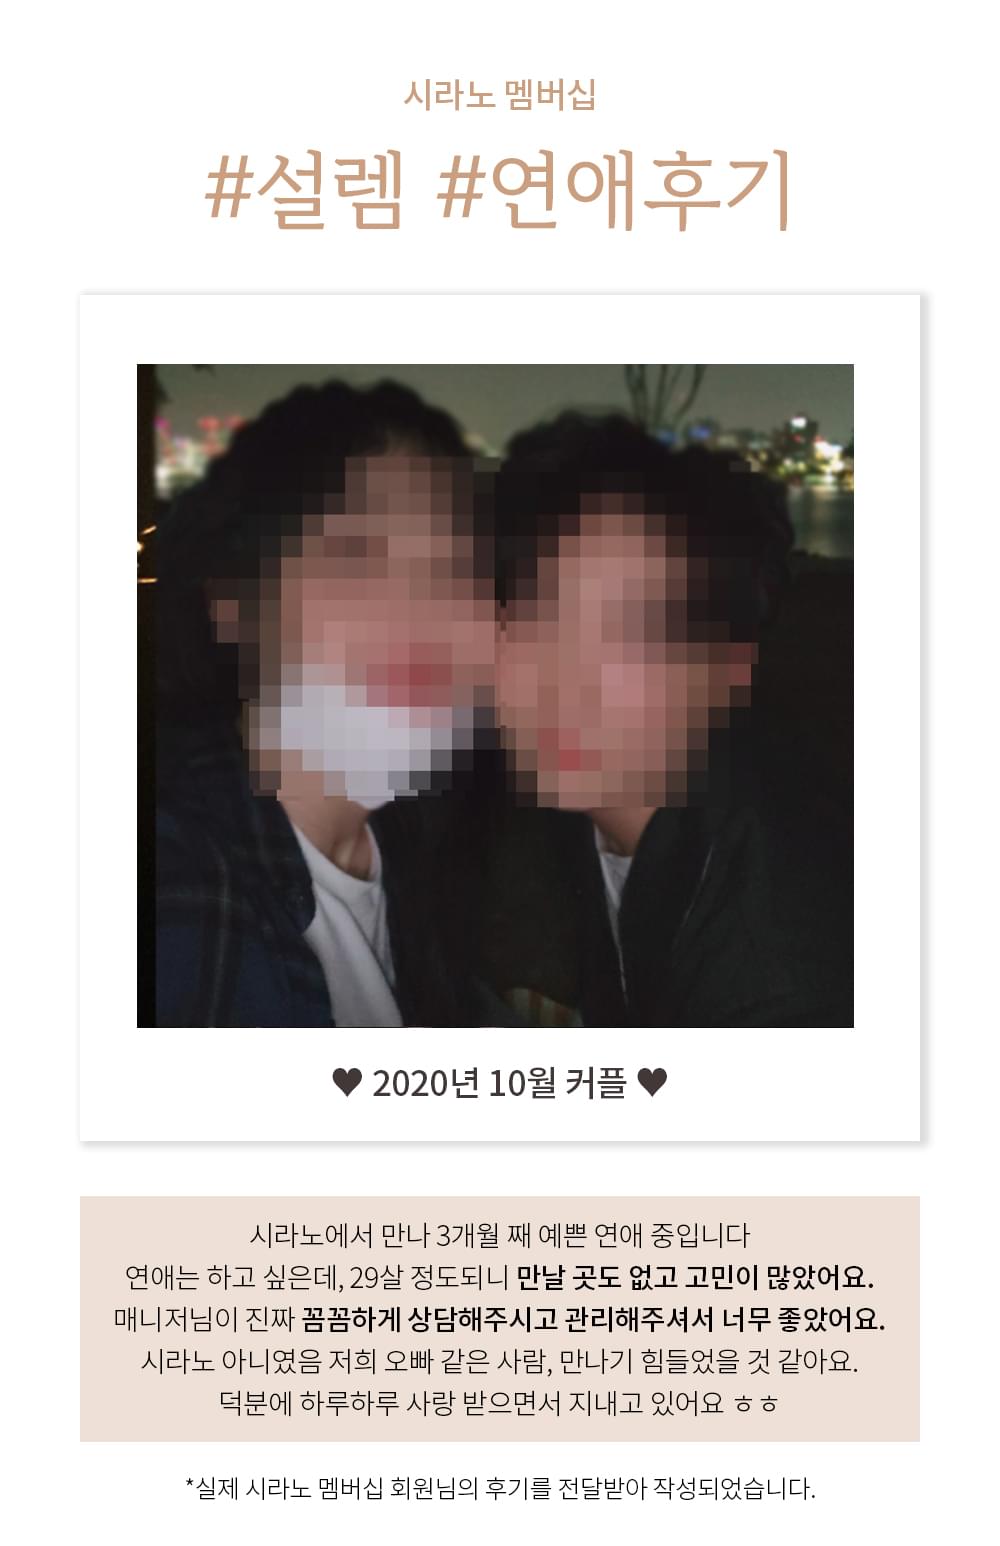 시라노 멤버십
#설렘 #연애후기
♥ 2020년 10월 커플 ♥
시라노에서 만나 3개월 째 예쁜 연애 중입니다
연애는 하고 싶은데, 29살 정도되니 만날 곳도 없고 고민이 많았어요.
매니저님이 진짜 꼼꼼하게 상담해주시고 관리해주셔서 너무 좋았어요.
시라노 아니였음 저희 오빠 같은 사람, 만나기 힘들었을 것 같아요.
덕분에 하루하루 사랑 받으면서 지내고 있어요 ㅎㅎ
*실제 시라노 멤버십 회원님의 후기를 전달받아 작성되었습니다.